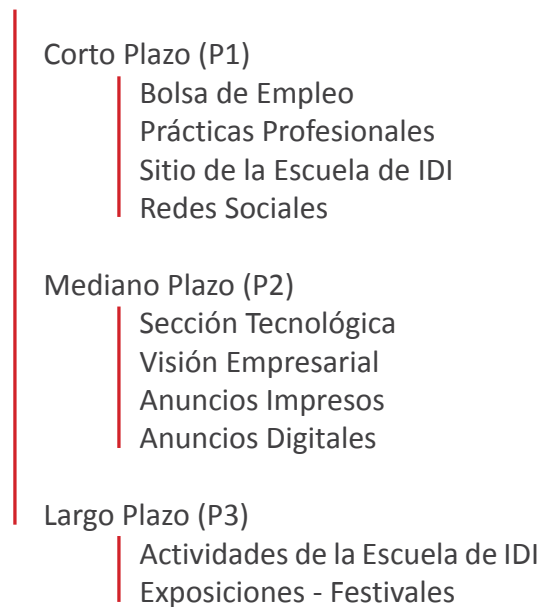 Corto Plazo (P1)
Bolsa de Empleo
Prácticas Profesionales
Sitio de la Escuela de IDI
Redes Sociales
Mediano Plazo (P2)
Sección Tecnológica
Visión Empresarial
Anuncios Impresos
Anuncios Digitales
Largo Plazo (P3)
Actividades de la Escuela de IDI
Exposiciones - Festivales